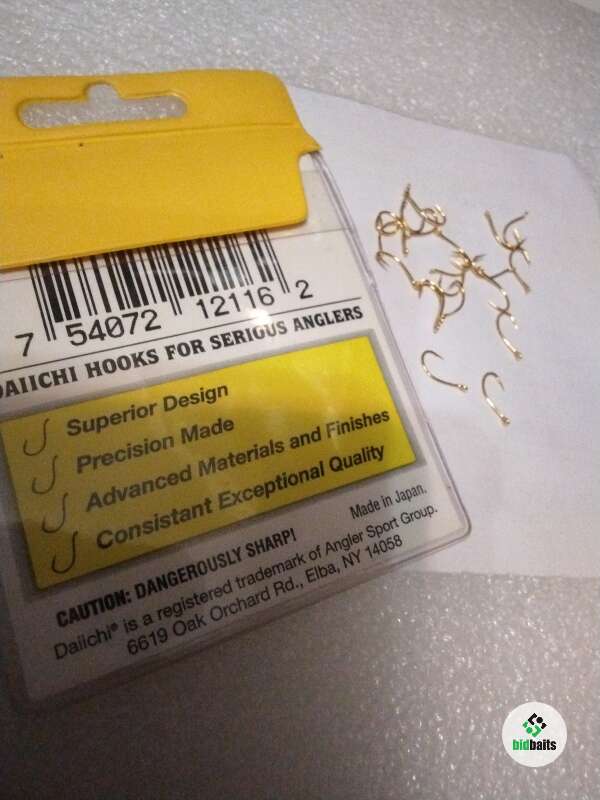 7 54072 12116 2
DAIICHI HOOKS FOR SERIOUS ANGLERS
Superior Design
Precision Made
Advanced Materials and Finishes
Consistant Exceptional Quality
Made in Japan.
CAUTION: DANGEROUSLY SHARP!
Daiichi® is a registered trademark of Angler Sport Group.
6619 Oak Orchard Rd., Elba, NY 14058
bidbaits